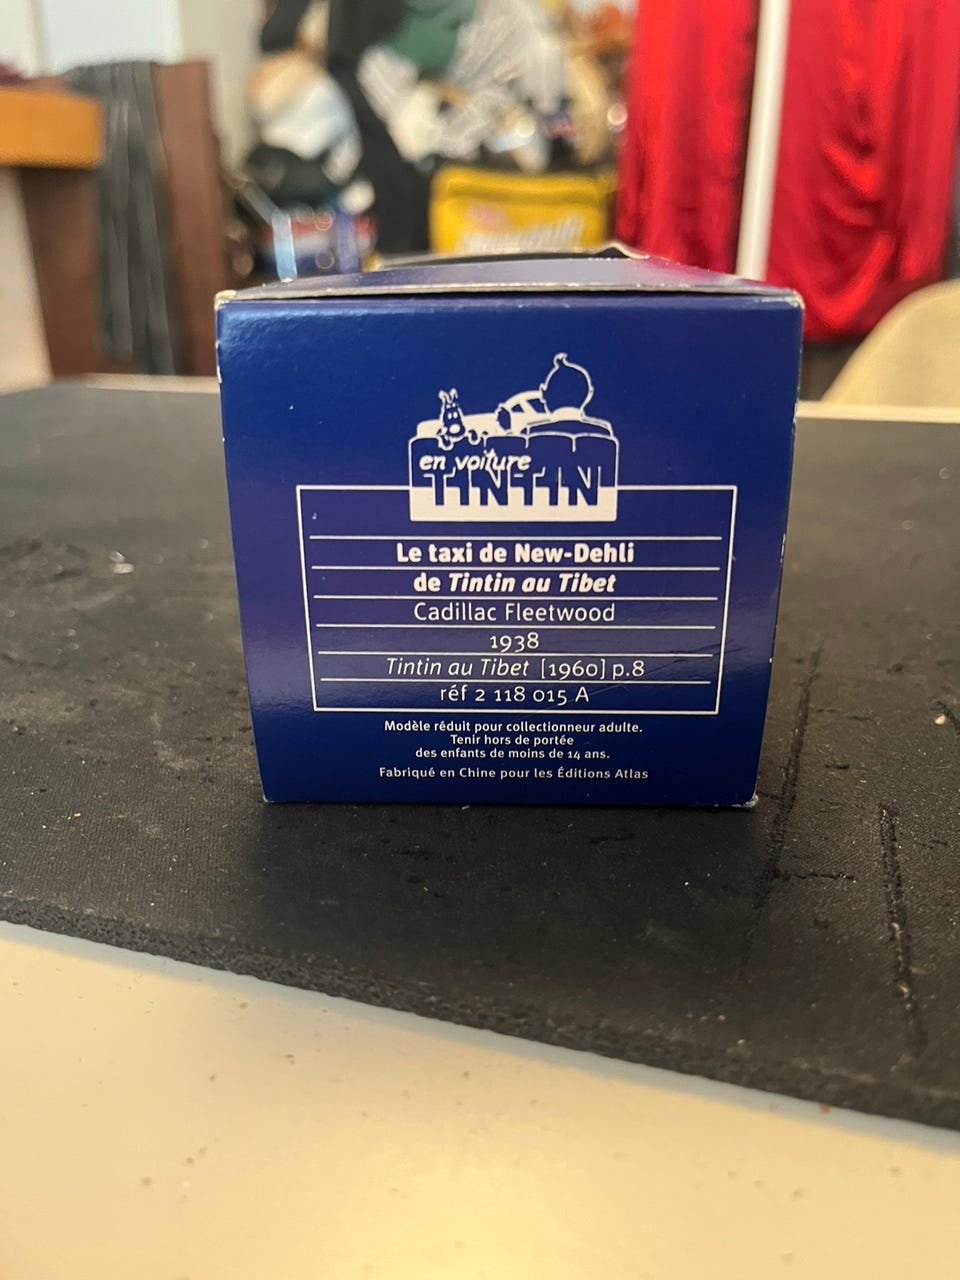 en voiture
TINTIN
Le taxi de New-Dehli
de Tintin au Tibet
Cadillac Fleetwood
1938
Tintin au Tibet [1960] p.8
réf 2 118 015 A
Modèle réduit pour collectionneur adulte.
Tenir hors de portée
des enfants de moins de 14 ans.
Fabriqué en Chine pour les Éditions Atlas